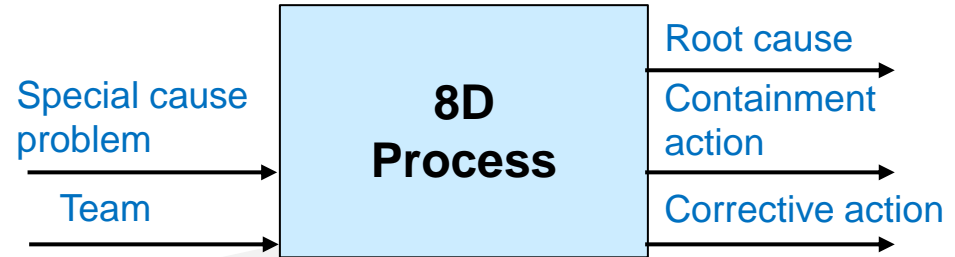 Special cause
problem
Team
8D
Process
Root cause
Containment
action
Corrective action